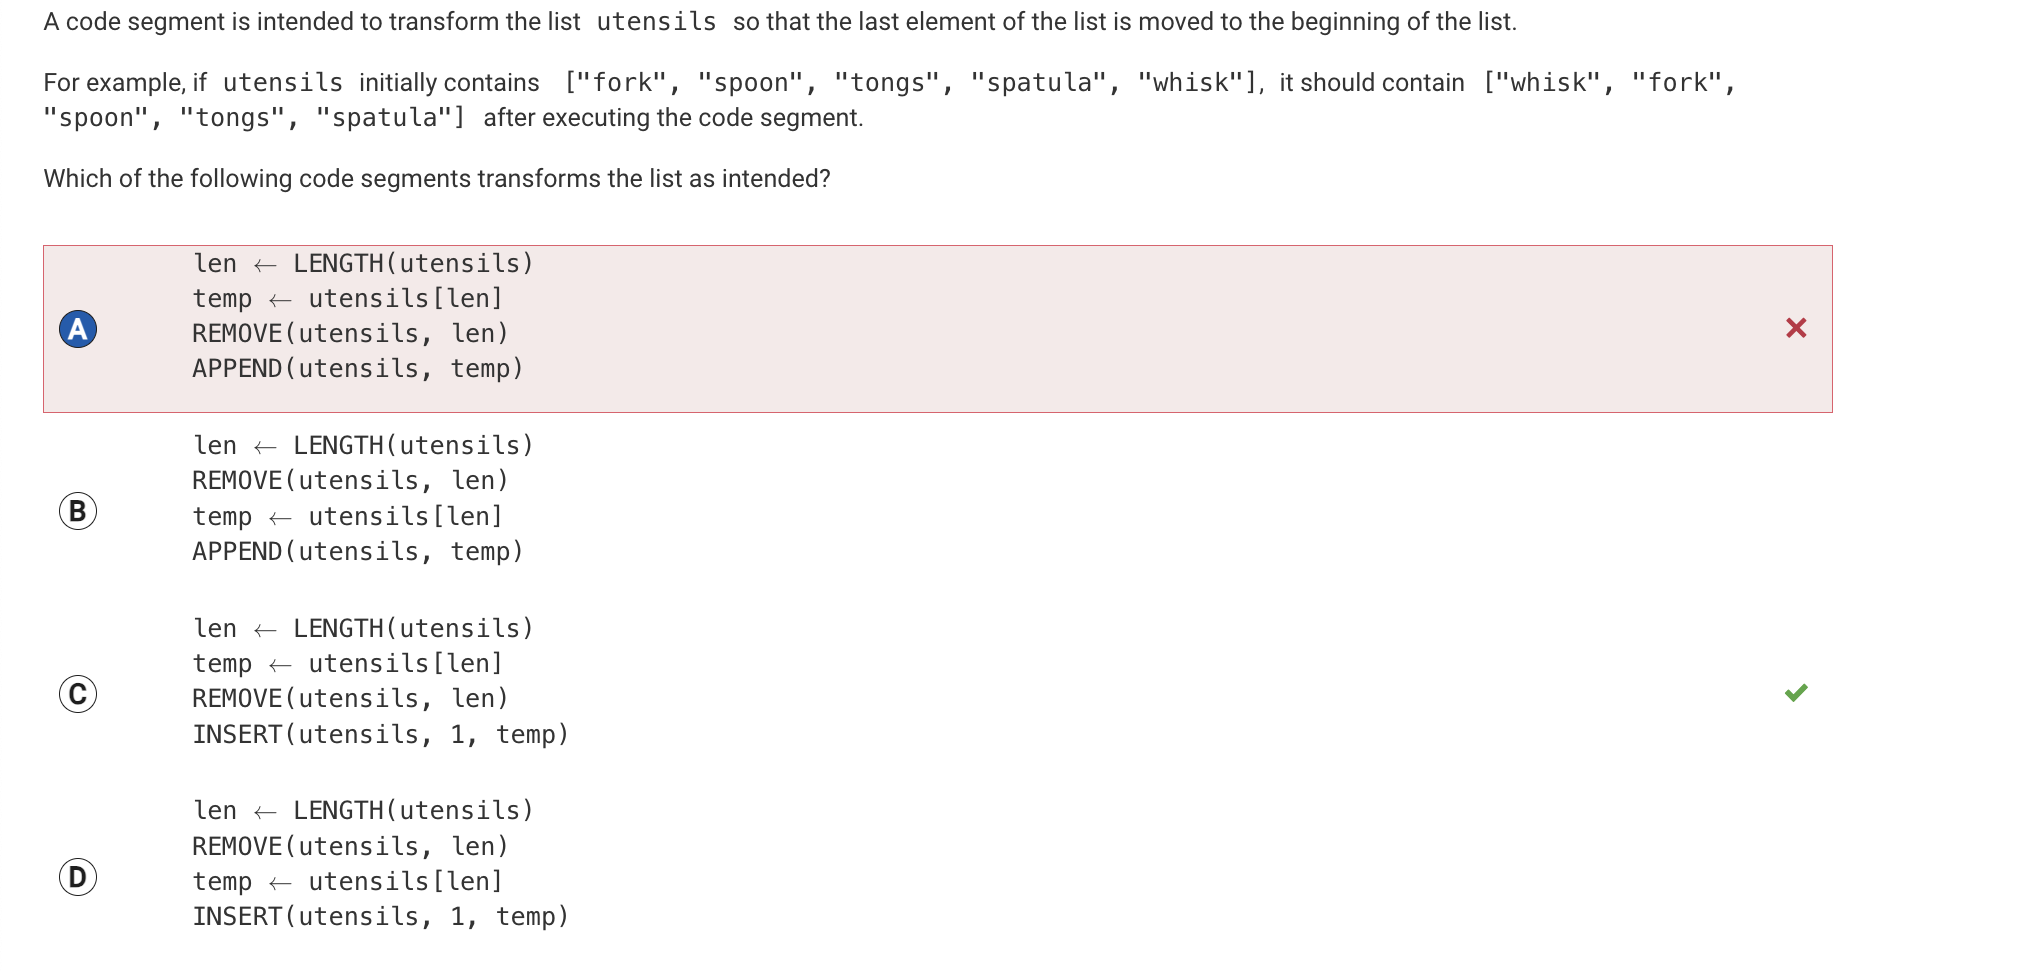 A code segment is intended to transform the list utensils so that the last element of the list is moved to the beginning of the list.
For example, if utensils initially contains ["fork", "spoon", "tongs", "spatula", "whisk"], it should contain ["whisk", "fork",
"spoon", "tongs", "spatula"] after executing the code segment.
Which of the following code segments transforms the list as intended?
A
len ← LENGTH(utensils)
temp ← utensils[len]
REMOVE(utensils, len)
APPEND(utensils, temp)
B
len ← LENGTH(utensils)
REMOVE(utensils, len)
temp ← utensils[len]
APPEND(utensils, temp)
C
len ← LENGTH(utensils)
temp ← utensils[len]
REMOVE(utensils, len)
INSERT(utensils, 1, temp)
D
len ← LENGTH(utensils)
REMOVE(utensils, len)
temp ← utensils[len]
INSERT(utensils, 1, temp)